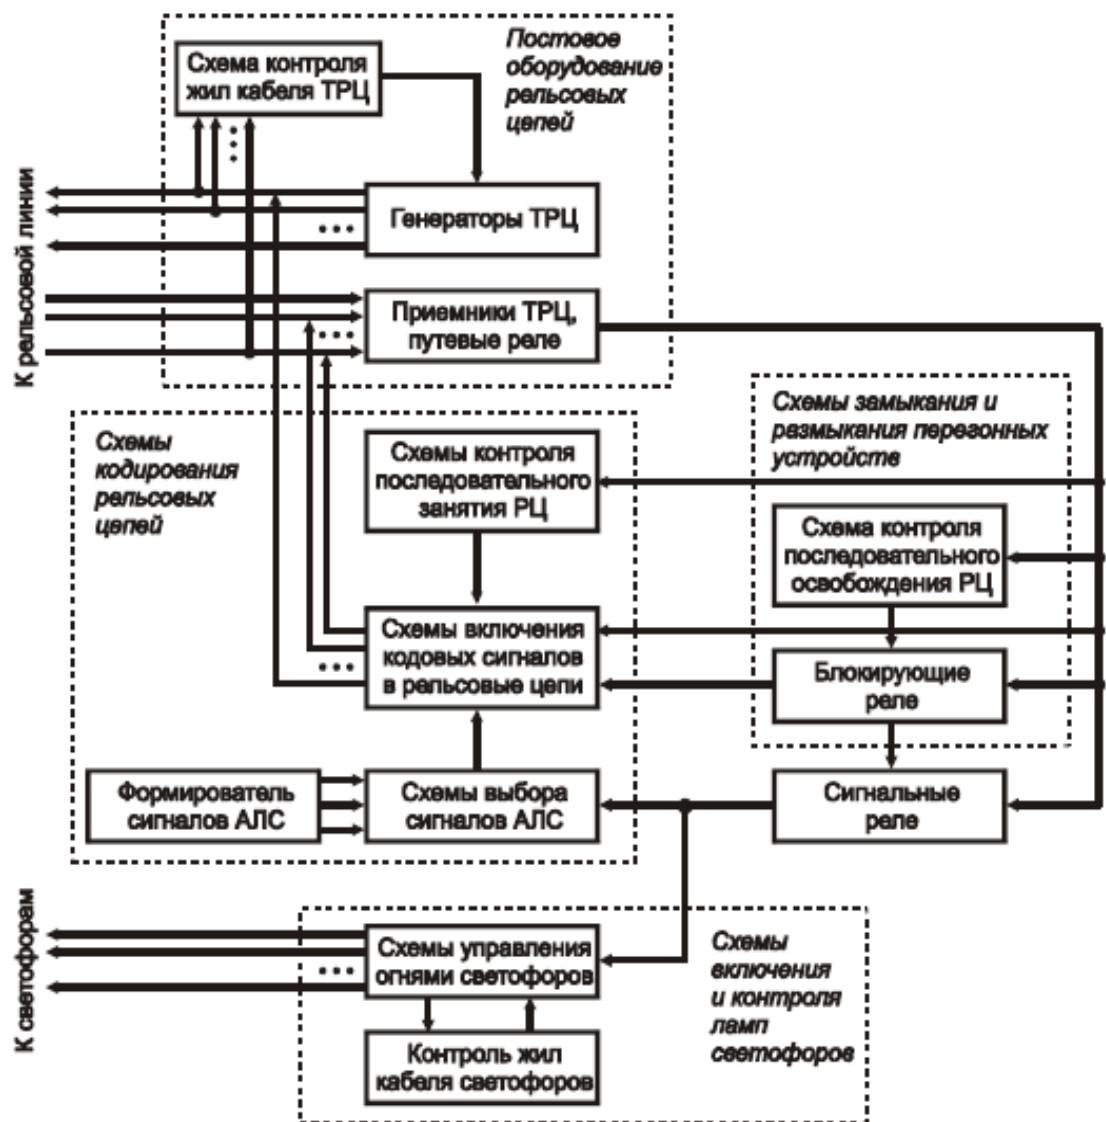 Постовое
оборудование
рельсовых
цепей
Схема контроля
жил кабеля ТРЦ
К рельсовой линии
Генераторы ТРЦ
Приемники ТРЦ,
путевые реле
Схемы
кодирования
рельсовых
цепей
Схемы контроля
последовательного
занятия РЦ
Схемы замыкания и
размыкания перегонных
устройств
Схема контроля
последовательного
освобождения РЦ
Схемы включения
кодовых сигналов
в рельсовые цепи
Блокирующие
реле
Формирователь
сигналов АЛС
Схемы выбора
сигналов АЛС
Сигнальные
реле
К светофорам
Схемы управления
огнями светофоров
Схемы
включения
и контроля
ламп
светофоров
Контроль жил
кабеля светофоров